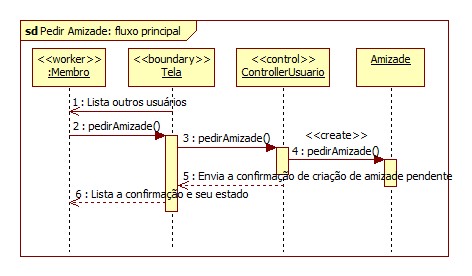 sd Pedir Amizade: fluxo principal
<<worker>>
:Membro
<<boundary>>
Tela
<<control>>
ControllerUsuario
Amizade
1 : Lista outros usuários
2 : pedirAmizade()
3 : pedirAmizade()
<<create>>
4 : pedirAmizade()
5 : Envia a confirmação de criação de amizade pendente
6 : Lista a confirmação e seu estado